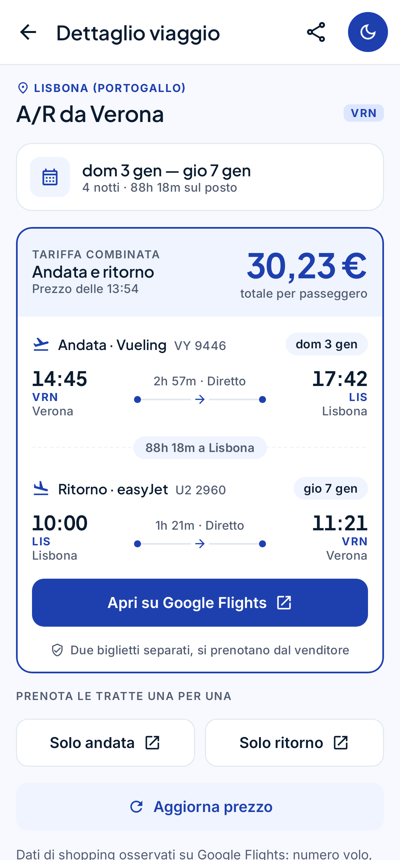 Dettaglio viaggio
LISBONA (PORTOGALLO)
A/R da Verona
VRN
dom 3 gen — gio 7 gen
4 notti · 88h 18m sul posto
TARIFFA COMBINATA
Andata e ritorno
Prezzo delle 13:54
30,23 €
totale per passeggero
Andata · Vueling VY 9446
dom 3 gen
14:45
2h 57m · Diretto
17:42
VRN
LIS
Verona
Lisbona
88h 18m a Lisbona
Ritorno · easyJet U2 2960
gio 7 gen
10:00
1h 21m · Diretto
11:21
LIS
VRN
Lisbona
Verona
Apri su Google Flights
Due biglietti separati, si prenotano dal venditore
PRENOTA LE TRATTE UNA PER UNA
Solo andata
Solo ritorno
Aggiorna prezzo
Dati di shopping osservati su Google Flights: numero volo,